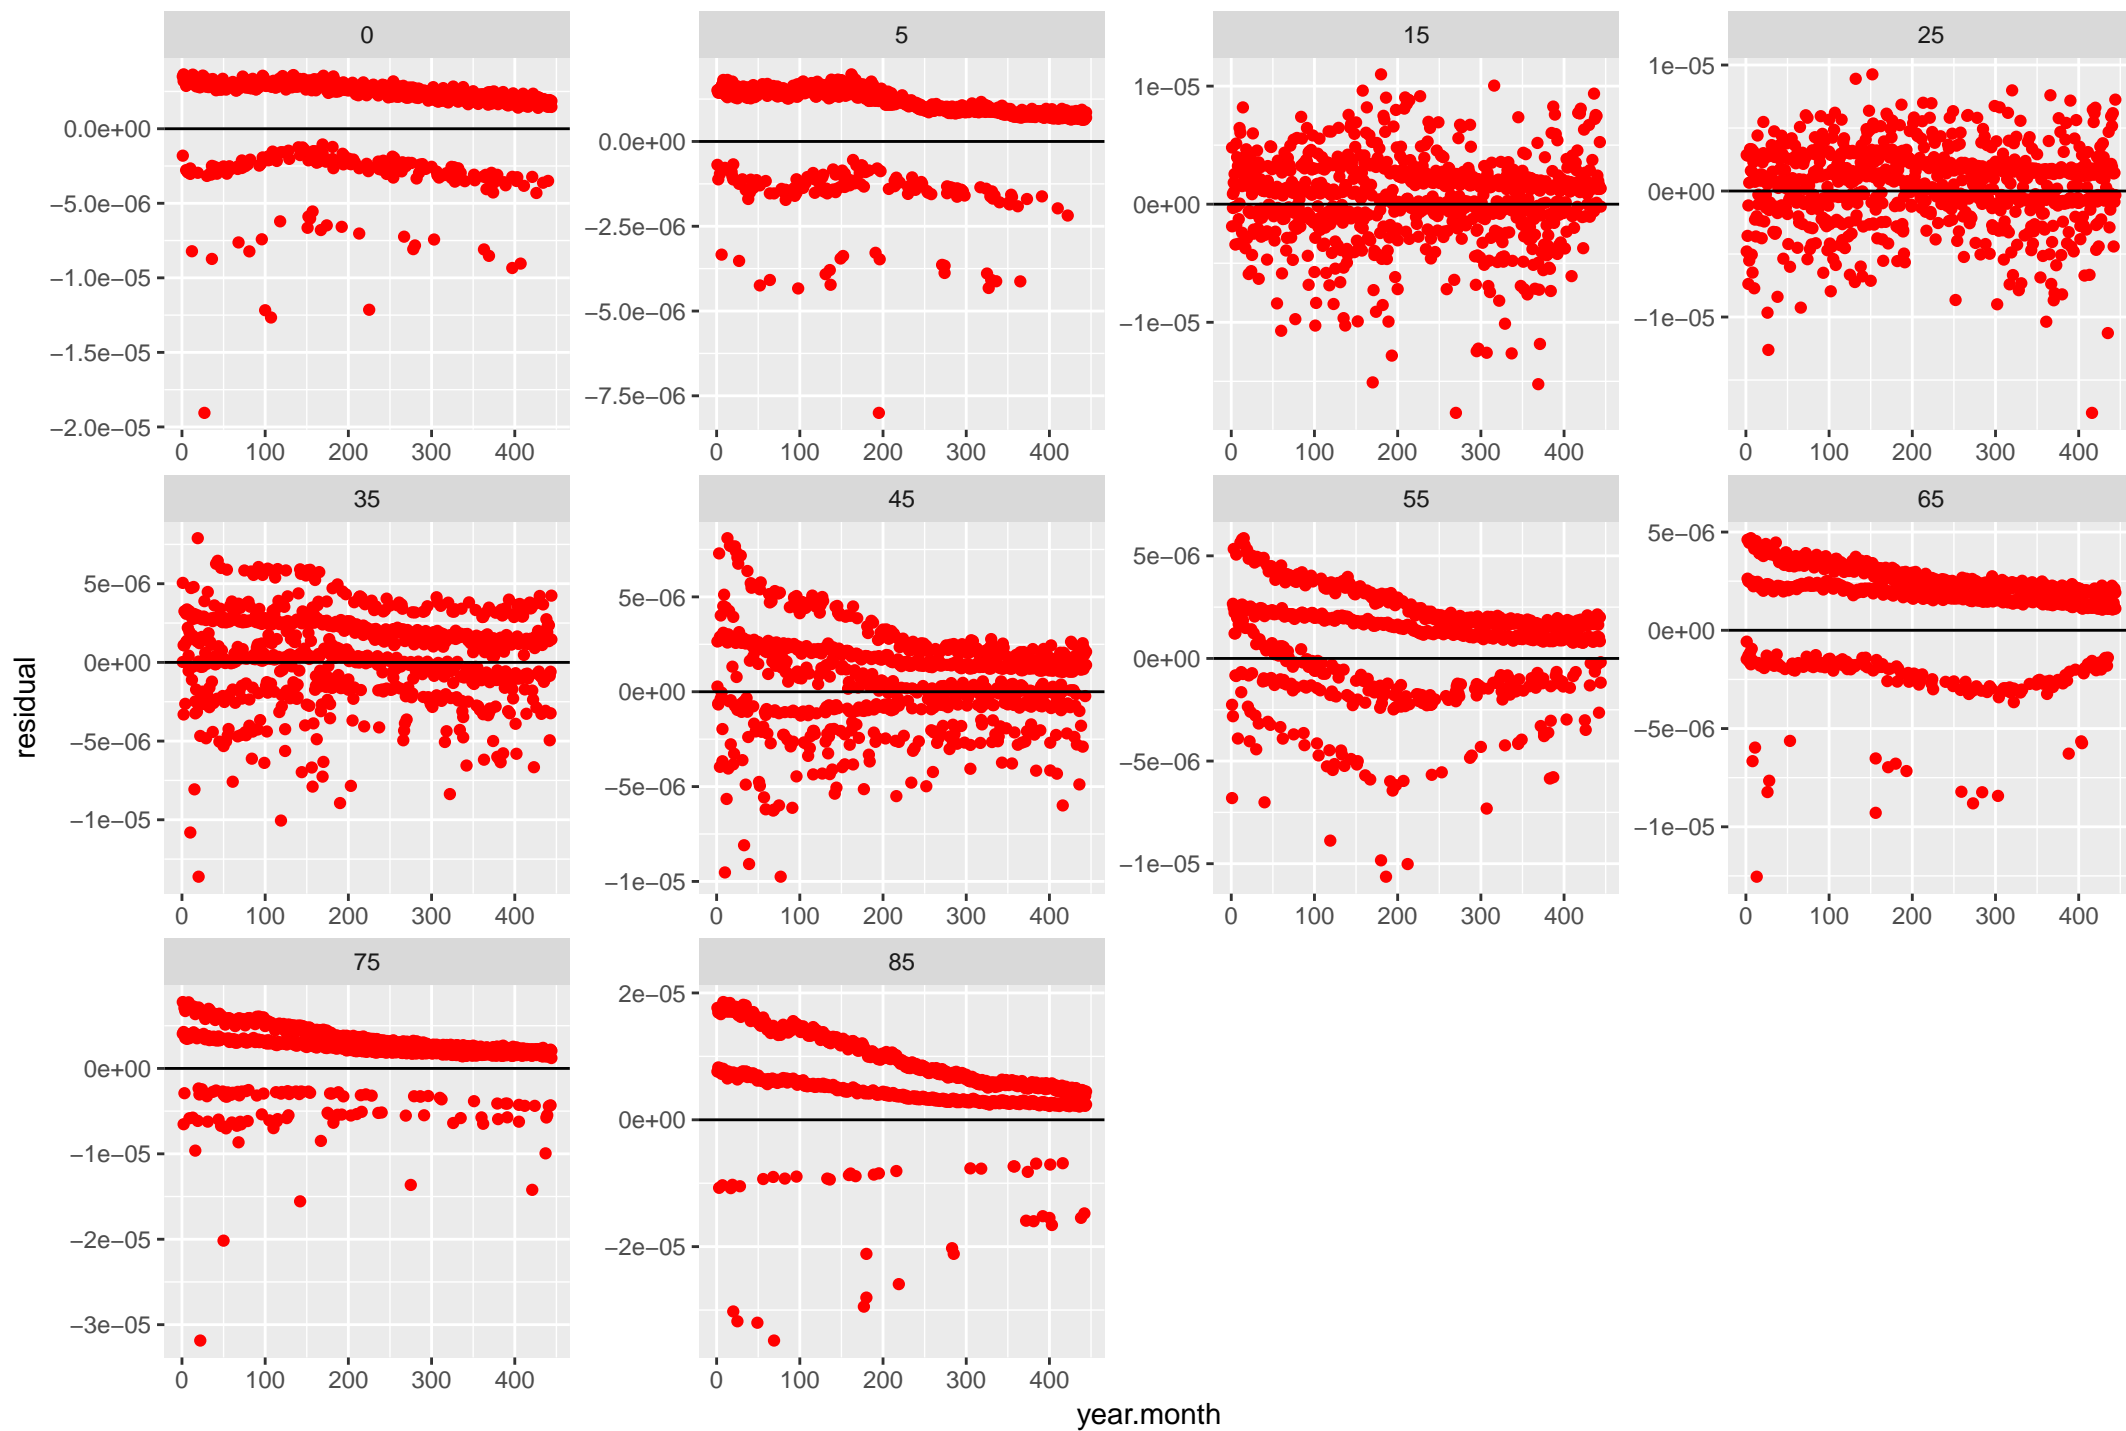 0 5 15 25
0.0e+00
−5.0e−06
−1.0e−05
−1.5e−05
−2.0e−05
0 100 200 300 400
0.0e+00
−2.5e−06
−5.0e−06
−7.5e−06
0 100 200 300 400
1e−05
0e+00
−1e−05
0 100 200 300 400
1e−05
0e+00
−1e−05
0 100 200 300 400
35 45 55 65
5e−06
0e+00
−5e−06
−1e−05
0 100 200 300 400
5e−06
0e+00
−5e−06
−1e−05
0 100 200 300 400
5e−06
0e+00
−5e−06
−1e−05
0 100 200 300 400
5e−06
0e+00
−5e−06
−1e−05
0 100 200 300 400
75 85
0e+00
−1e−05
−2e−05
−3e−05
0 100 200 300 400
2e−05
0e+00
−2e−05
0 100 200 300 400
residual
year.month